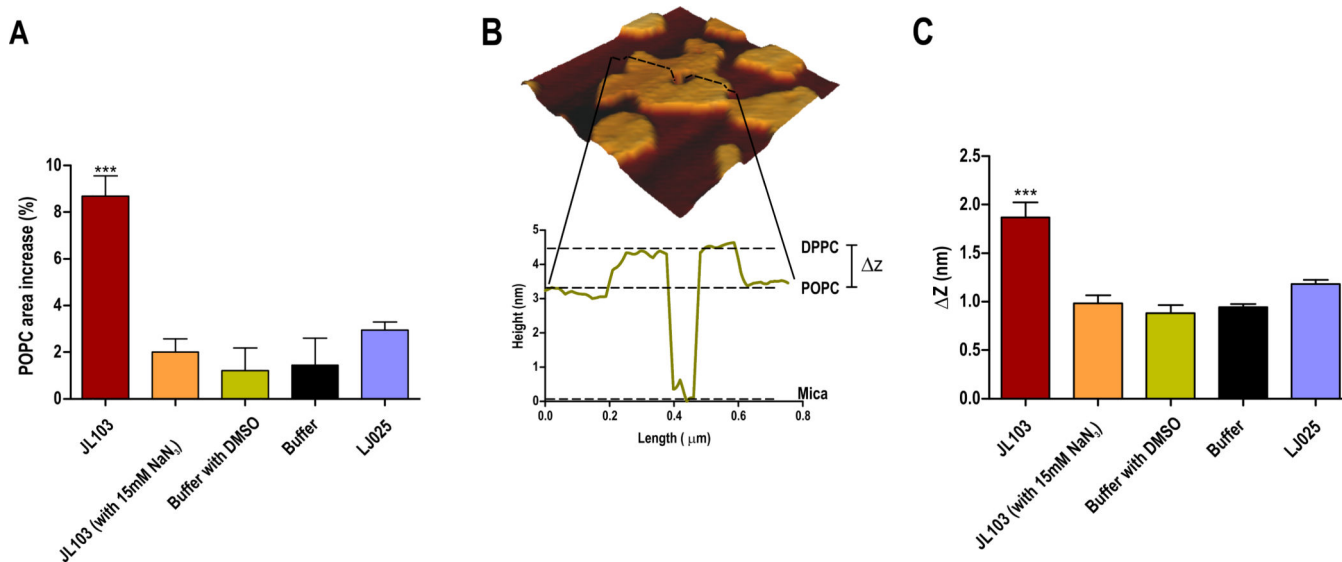 A
POPC area increase (%)
10
8
6
4
2
0
***
JL103
JL103 (with 15mM NaN₃)
Buffer with DMSO
Buffer
LJ025
B
Height (nm)
5
4
3
2
1
0
DPPC
POPC
Mica
Δz
0.0 0.2 0.4 0.6 0.8
Length ( μm)
C
ΔZ (nm)
2.5
2.0
1.5
1.0
0.5
0.0
***
JL103
JL103 (with 15mM NaN₃)
Buffer with DMSO
Buffer
LJ025